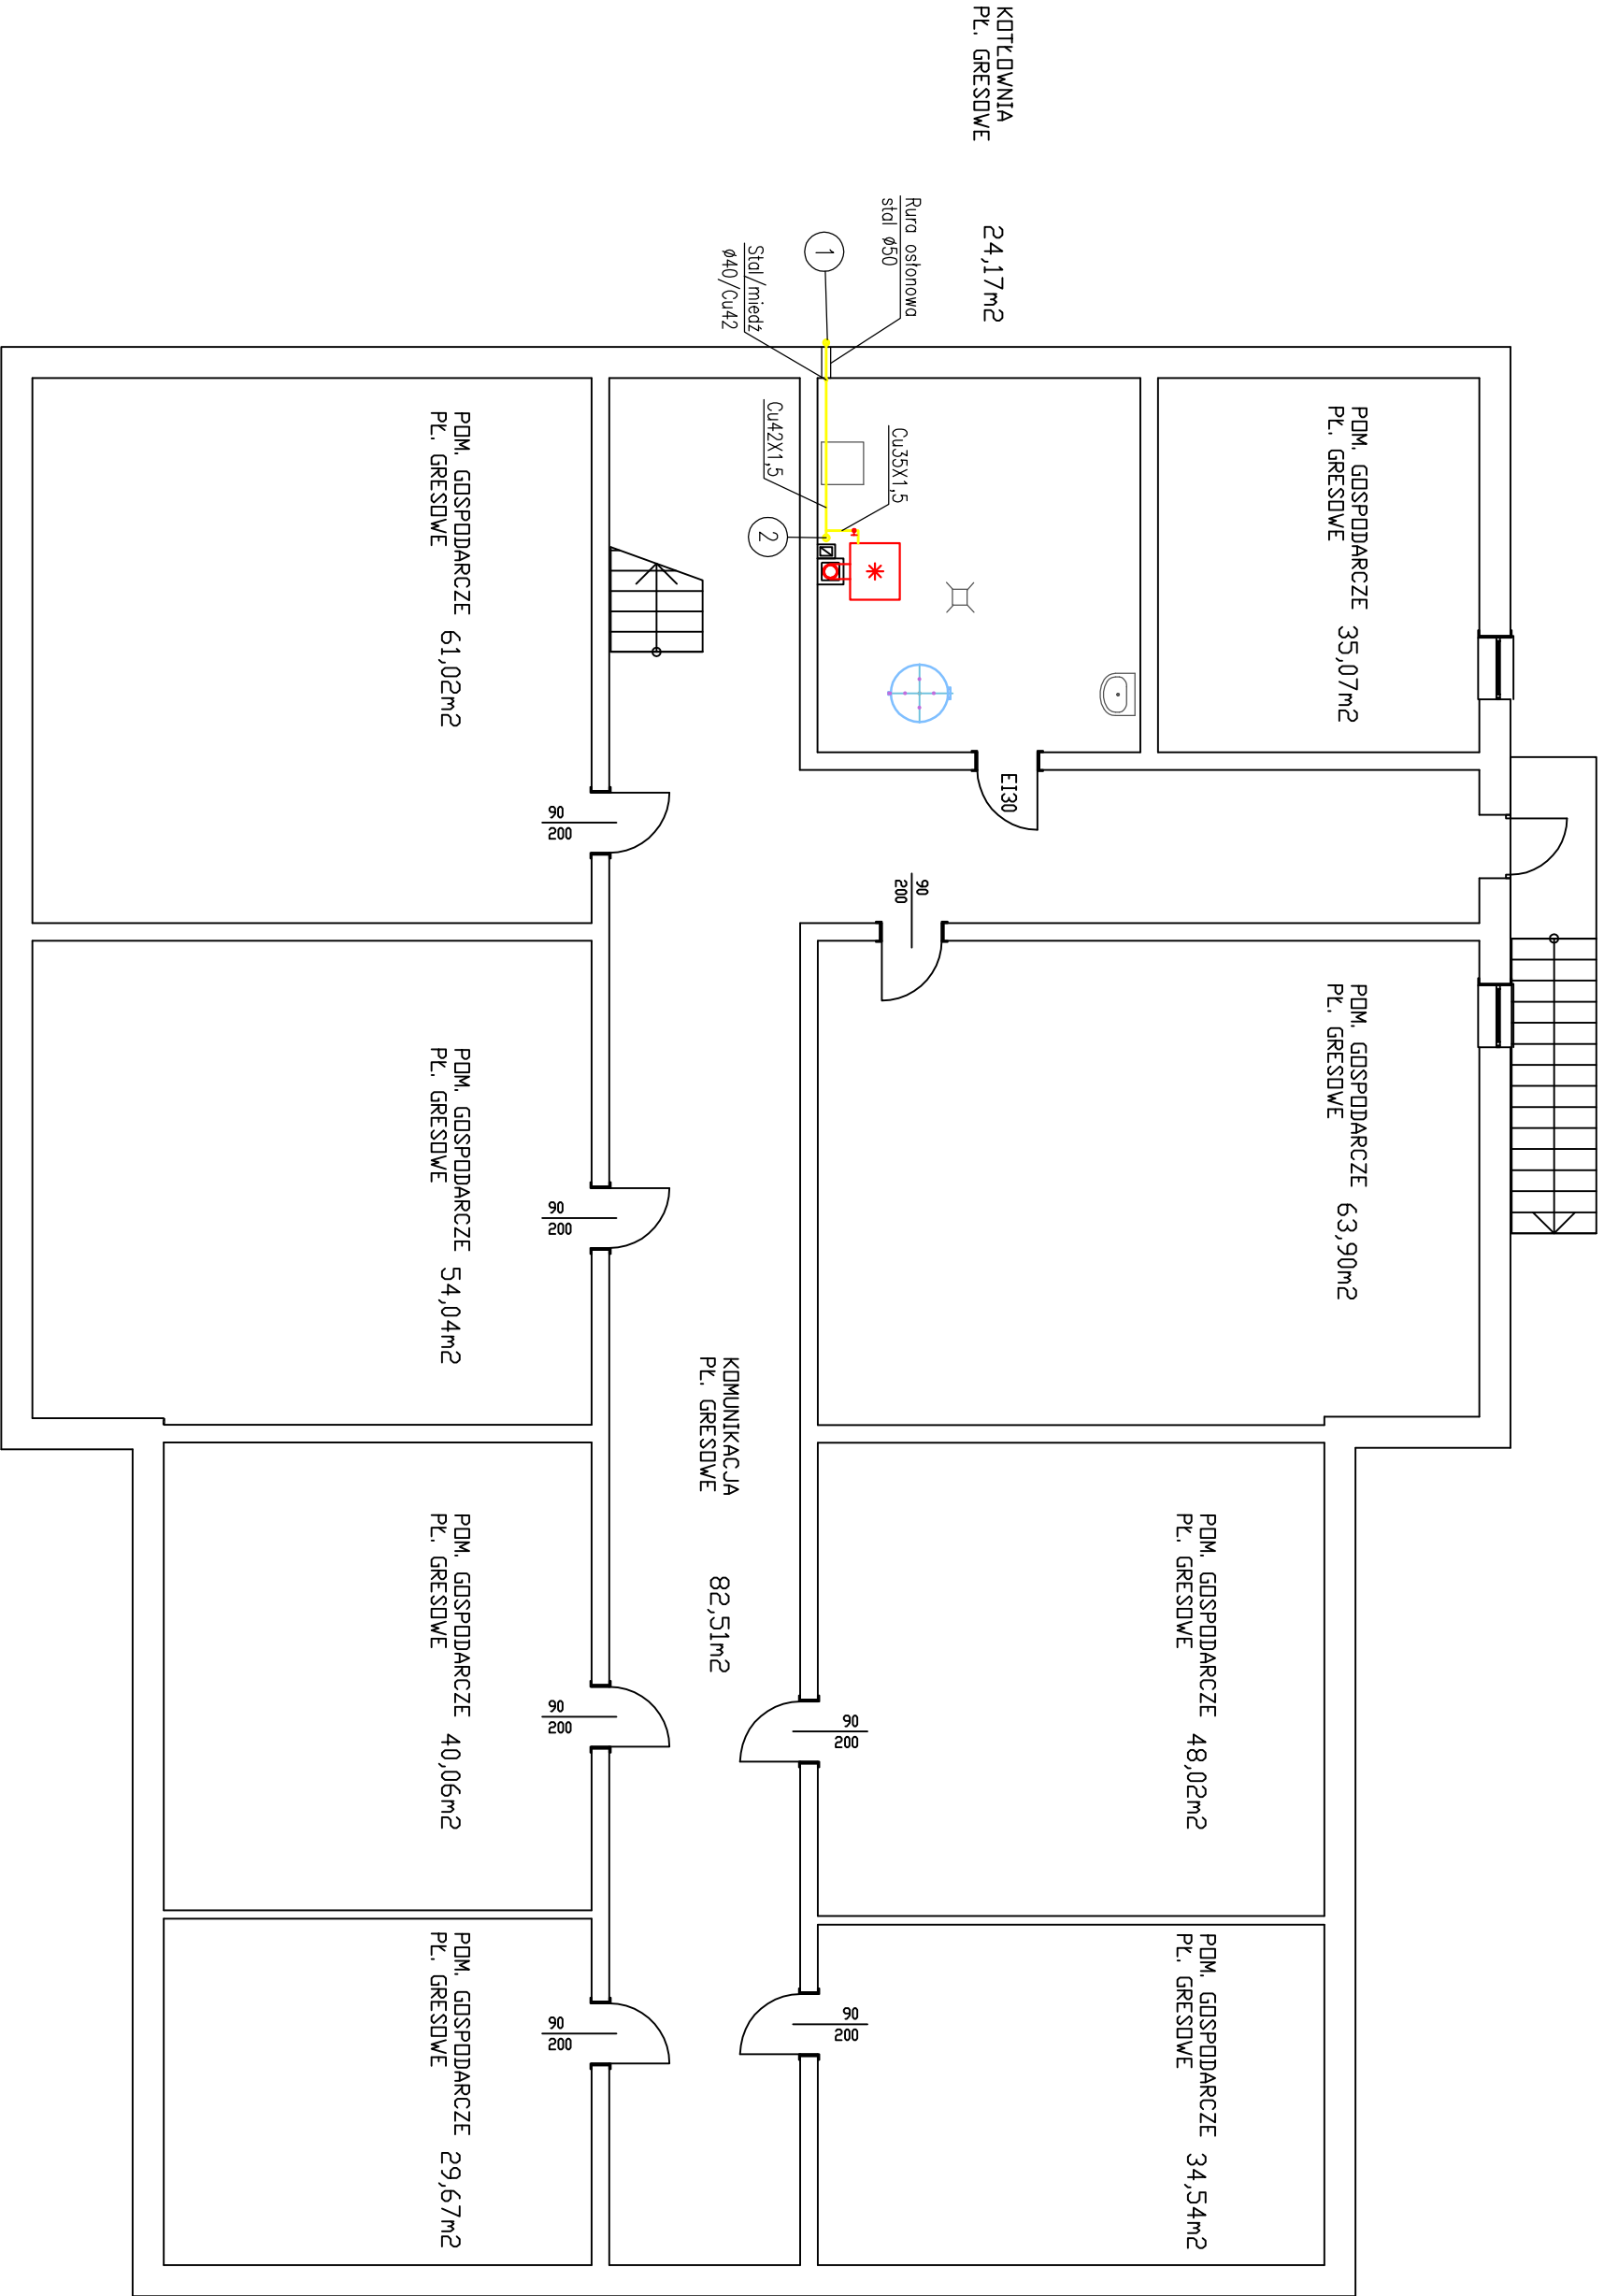 KOTŁOWNIA
PŁ. GRESOWE
24,17m2
Rura osłonowa
stal ø50
1
Stal/miedź
ø40/Cu42
Cu42X1,5
Cu35X1,5
2
POM. GOSPODARCZE
PŁ. GRESOWE
35,07m2
POM. GOSPODARCZE
PŁ. GRESOWE
61,02m2
EI30
90
200
90
200
POM. GOSPODARCZE
PŁ. GRESOWE
63,90m2
POM. GOSPODARCZE
PŁ. GRESOWE
54,04m2
90
200
KOMUNIKACJA
PŁ. GRESOWE
82,51m2
POM. GOSPODARCZE
PŁ. GRESOWE
48,02m2
POM. GOSPODARCZE
PŁ. GRESOWE
40,06m2
90
200
90
200
POM. GOSPODARCZE
PŁ. GRESOWE
34,54m2
POM. GOSPODARCZE
PŁ. GRESOWE
29,67m2
90
200
90
200